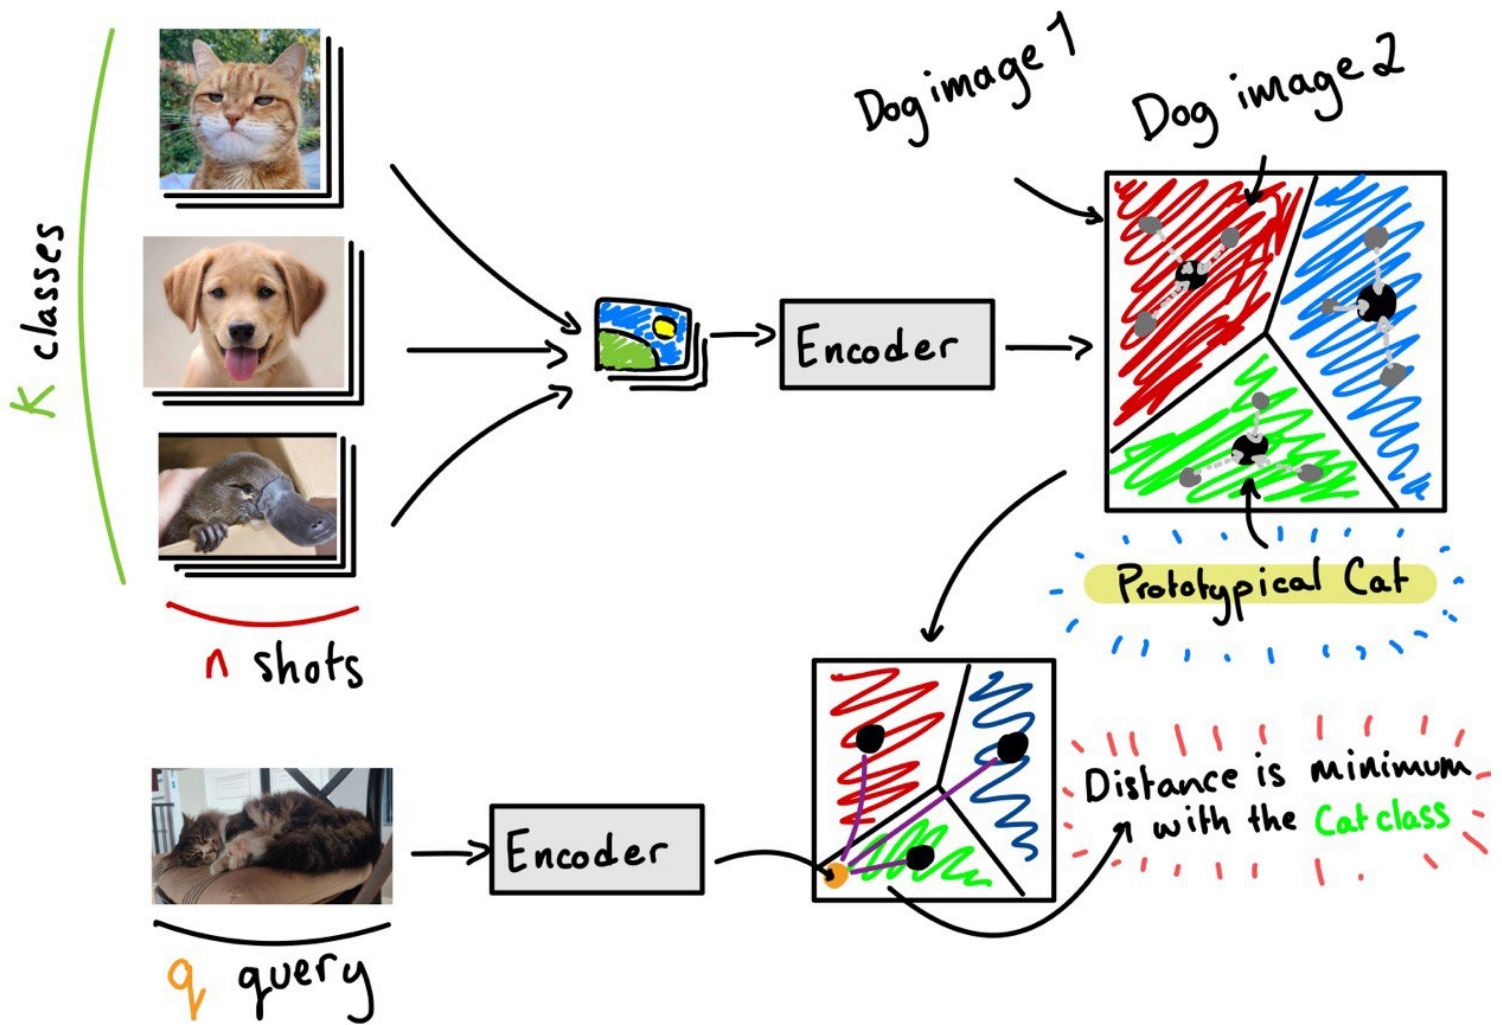 K classes
n shots
Encoder
Dog image 1
Dog image 2
Prototypical Cat
q query
Encoder
Distance is minimum
with the Cat class